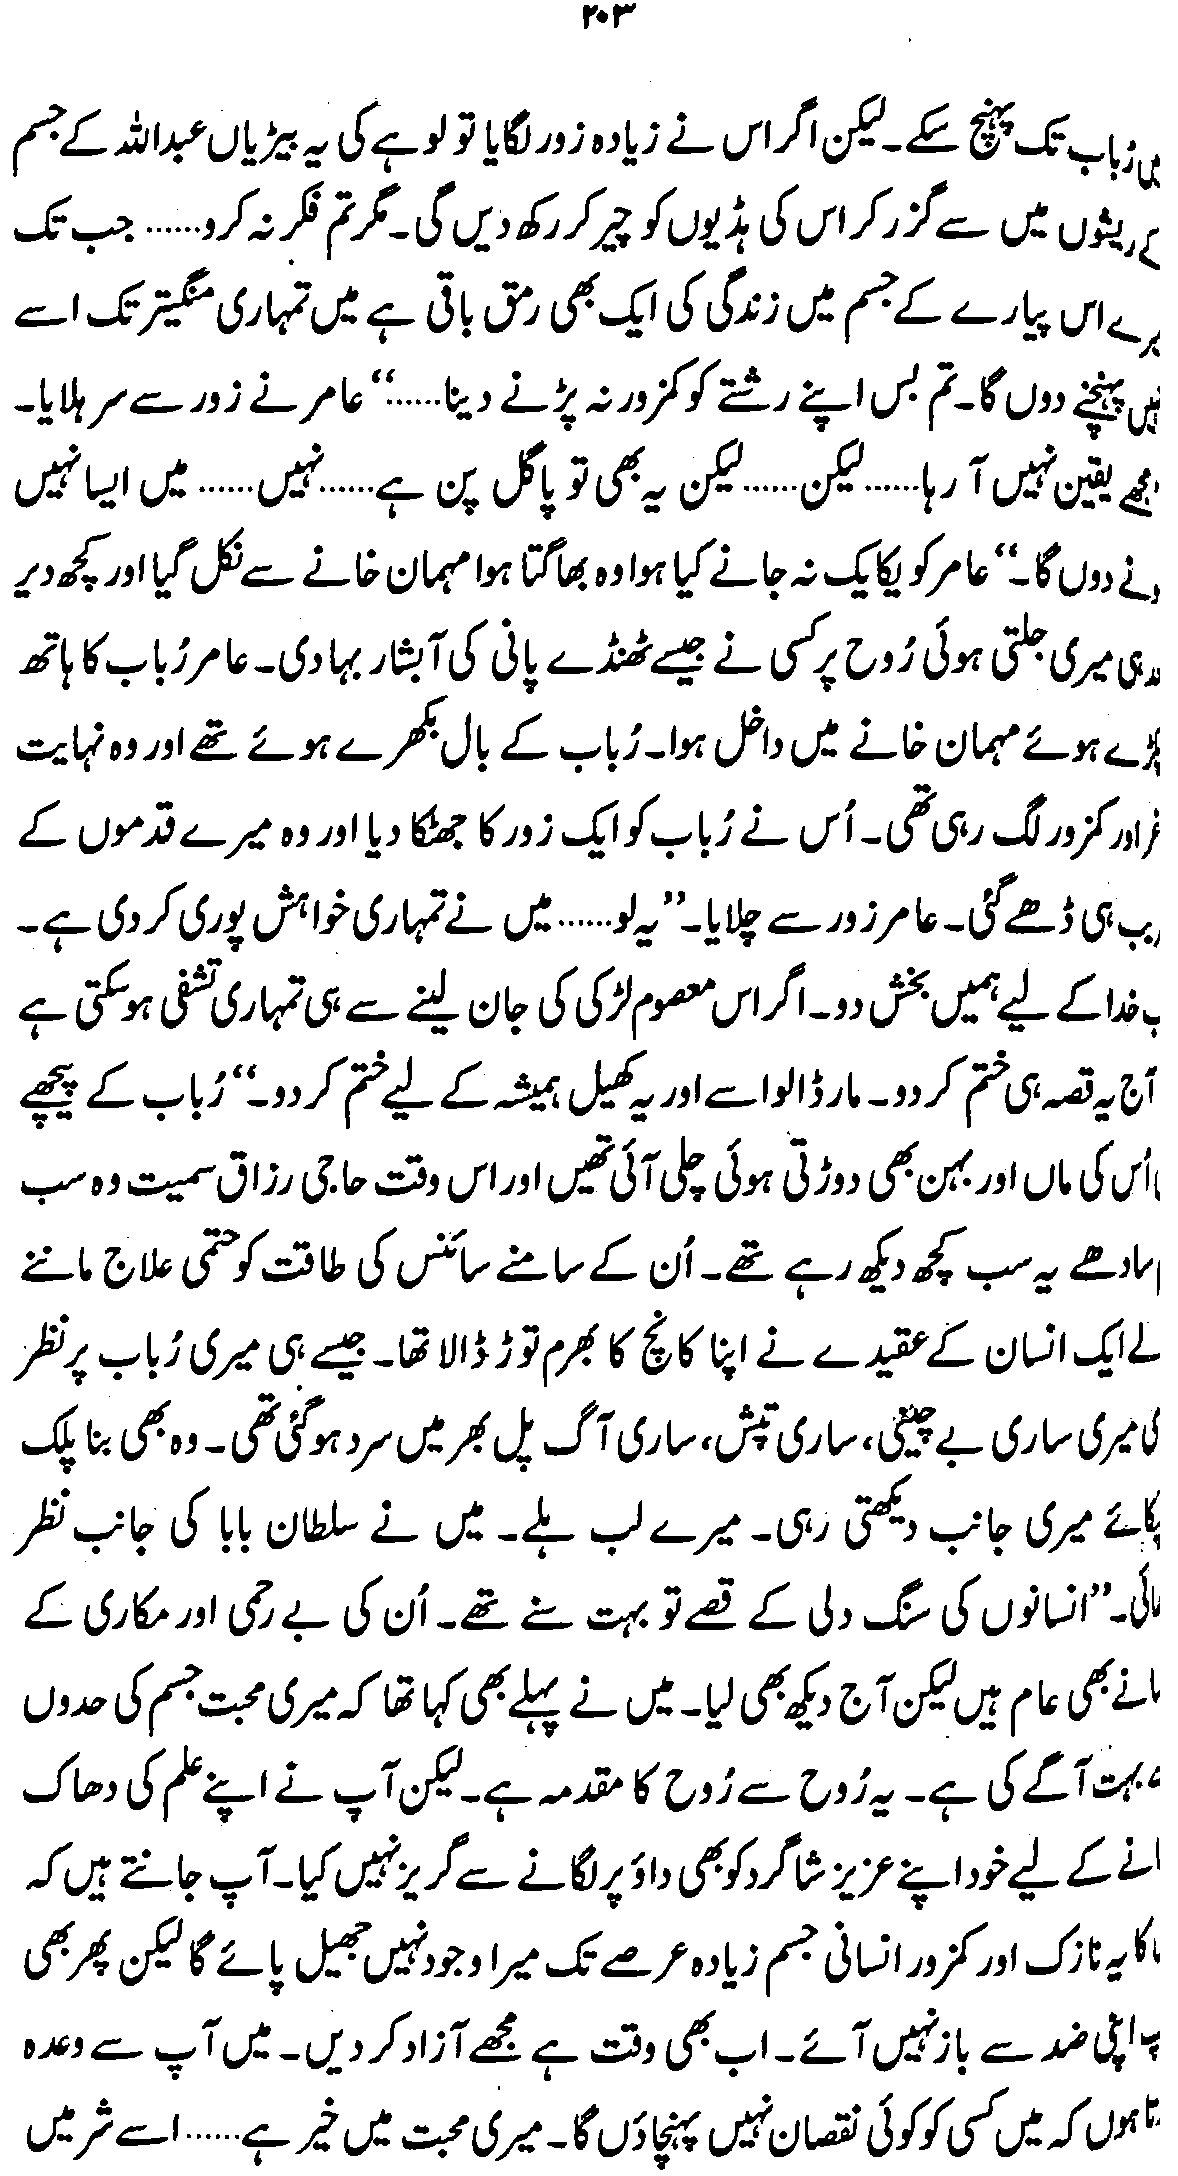 ۲۰۳
رُباب تک پہنچ سکے۔ لیکن اگر اس نے زیادہ زور لگایا تو لوہے کی یہ بیڑیاں عبداللہ کے جسم
کے ریشوں میں سے گزر کر اس کی ہڈیوں کو چیر کر رکھ دیں گی۔ مگر تم فکر نہ کرو...... جب تک
اس پیارے کے جسم میں زندگی کی ایک بھی رمق باقی ہے میں تمہاری منگیتر تک اسے
پہنچنے دوں گا۔ تم بس اپنے رشتے کو کمزور نہ پڑنے دینا......“ عامر نے زور سے سر ہلایا۔
مجھے یقین نہیں آ رہا...... لیکن...... لیکن یہ بھی تو پاگل پن ہے...... نہیں...... میں ایسا نہیں
نے دوں گا۔“ عامر کو یکایک نہ جانے کیا ہوا وہ بھاگتا ہوا مہمان خانے سے نکل گیا اور کچھ دیر
ہی میری جلتی ہوئی رُوح پر کسی نے جیسے ٹھنڈے پانی کی آبشار بہا دی۔ عامر رُباب کا ہاتھ
ہوئے مہمان خانے میں داخل ہوا۔ رُباب کے بال بکھرے ہوئے تھے اور وہ نہایت
اور کمزور لگ رہی تھی۔ اُس نے رُباب کو ایک زور کا جھٹکا دیا اور وہ میرے قدموں کے
ہی ڈھے گئی۔ عامر زور سے چلایا۔ ”یہ لو...... میں نے تمہاری خواہش پوری کر دی ہے۔
خدا کے لیے ہمیں بخش دو۔ اگر اس معصوم لڑکی کی جان لینے سے ہی تمہاری تشفی ہو سکتی ہے
آج یہ قصہ ہی ختم کر دو۔ مار ڈالو اسے اور یہ کھیل ہمیشہ کے لیے ختم کر دو۔“ رُباب کے پیچھے
اُس کی ماں اور بہن بھی دوڑتی ہوئی چلی آئی تھیں اور اس وقت حاجی رزاق سمیت وہ سب
سادھے یہ سب کچھ دیکھ رہے تھے۔ اُن کے سامنے سائنس کی طاقت کو حتمی علاج ماننے
ایک انسان کے عقیدے نے اپنا کانچ کا بھرم توڑ ڈالا تھا۔ جیسے ہی میری رُباب پر نظر
میری ساری بے چینی، ساری تپش، ساری آگ پل بھر میں سرد ہو گئی تھی۔ وہ بھی بنا پلک
میری جانب دیکھتی رہی۔ میرے لب ہلے۔ میں نے سلطان بابا کی جانب نظر
”انسانوں کی سنگ دلی کے قصے تو بہت سنے تھے۔ اُن کی بے رحمی اور مکاری کے
بھی عام ہیں لیکن آج دیکھ بھی لیا۔ میں نے پہلے بھی کہا تھا کہ میری محبت جسم کی حدوں
بہت آگے کی ہے۔ یہ رُوح سے رُوح کا مقدمہ ہے۔ لیکن آپ نے اپنے علم کی دھاک
کے لیے خود اپنے عزیز شاگرد کو بھی داؤ پر لگانے سے گریز نہیں کیا۔ آپ جانتے ہیں کہ
کا یہ نازک اور کمزور انسانی جسم زیادہ عرصے تک میرا وجود نہیں جھیل پائے گا لیکن پھر بھی
اپنی ضد سے باز نہیں آئے۔ اب بھی وقت ہے مجھے آزاد کر دیں۔ میں آپ سے وعدہ
ہوں کہ میں کسی کو کوئی نقصان نہیں پہنچاؤں گا۔ میری محبت میں خیر ہے...... اسے شر میں